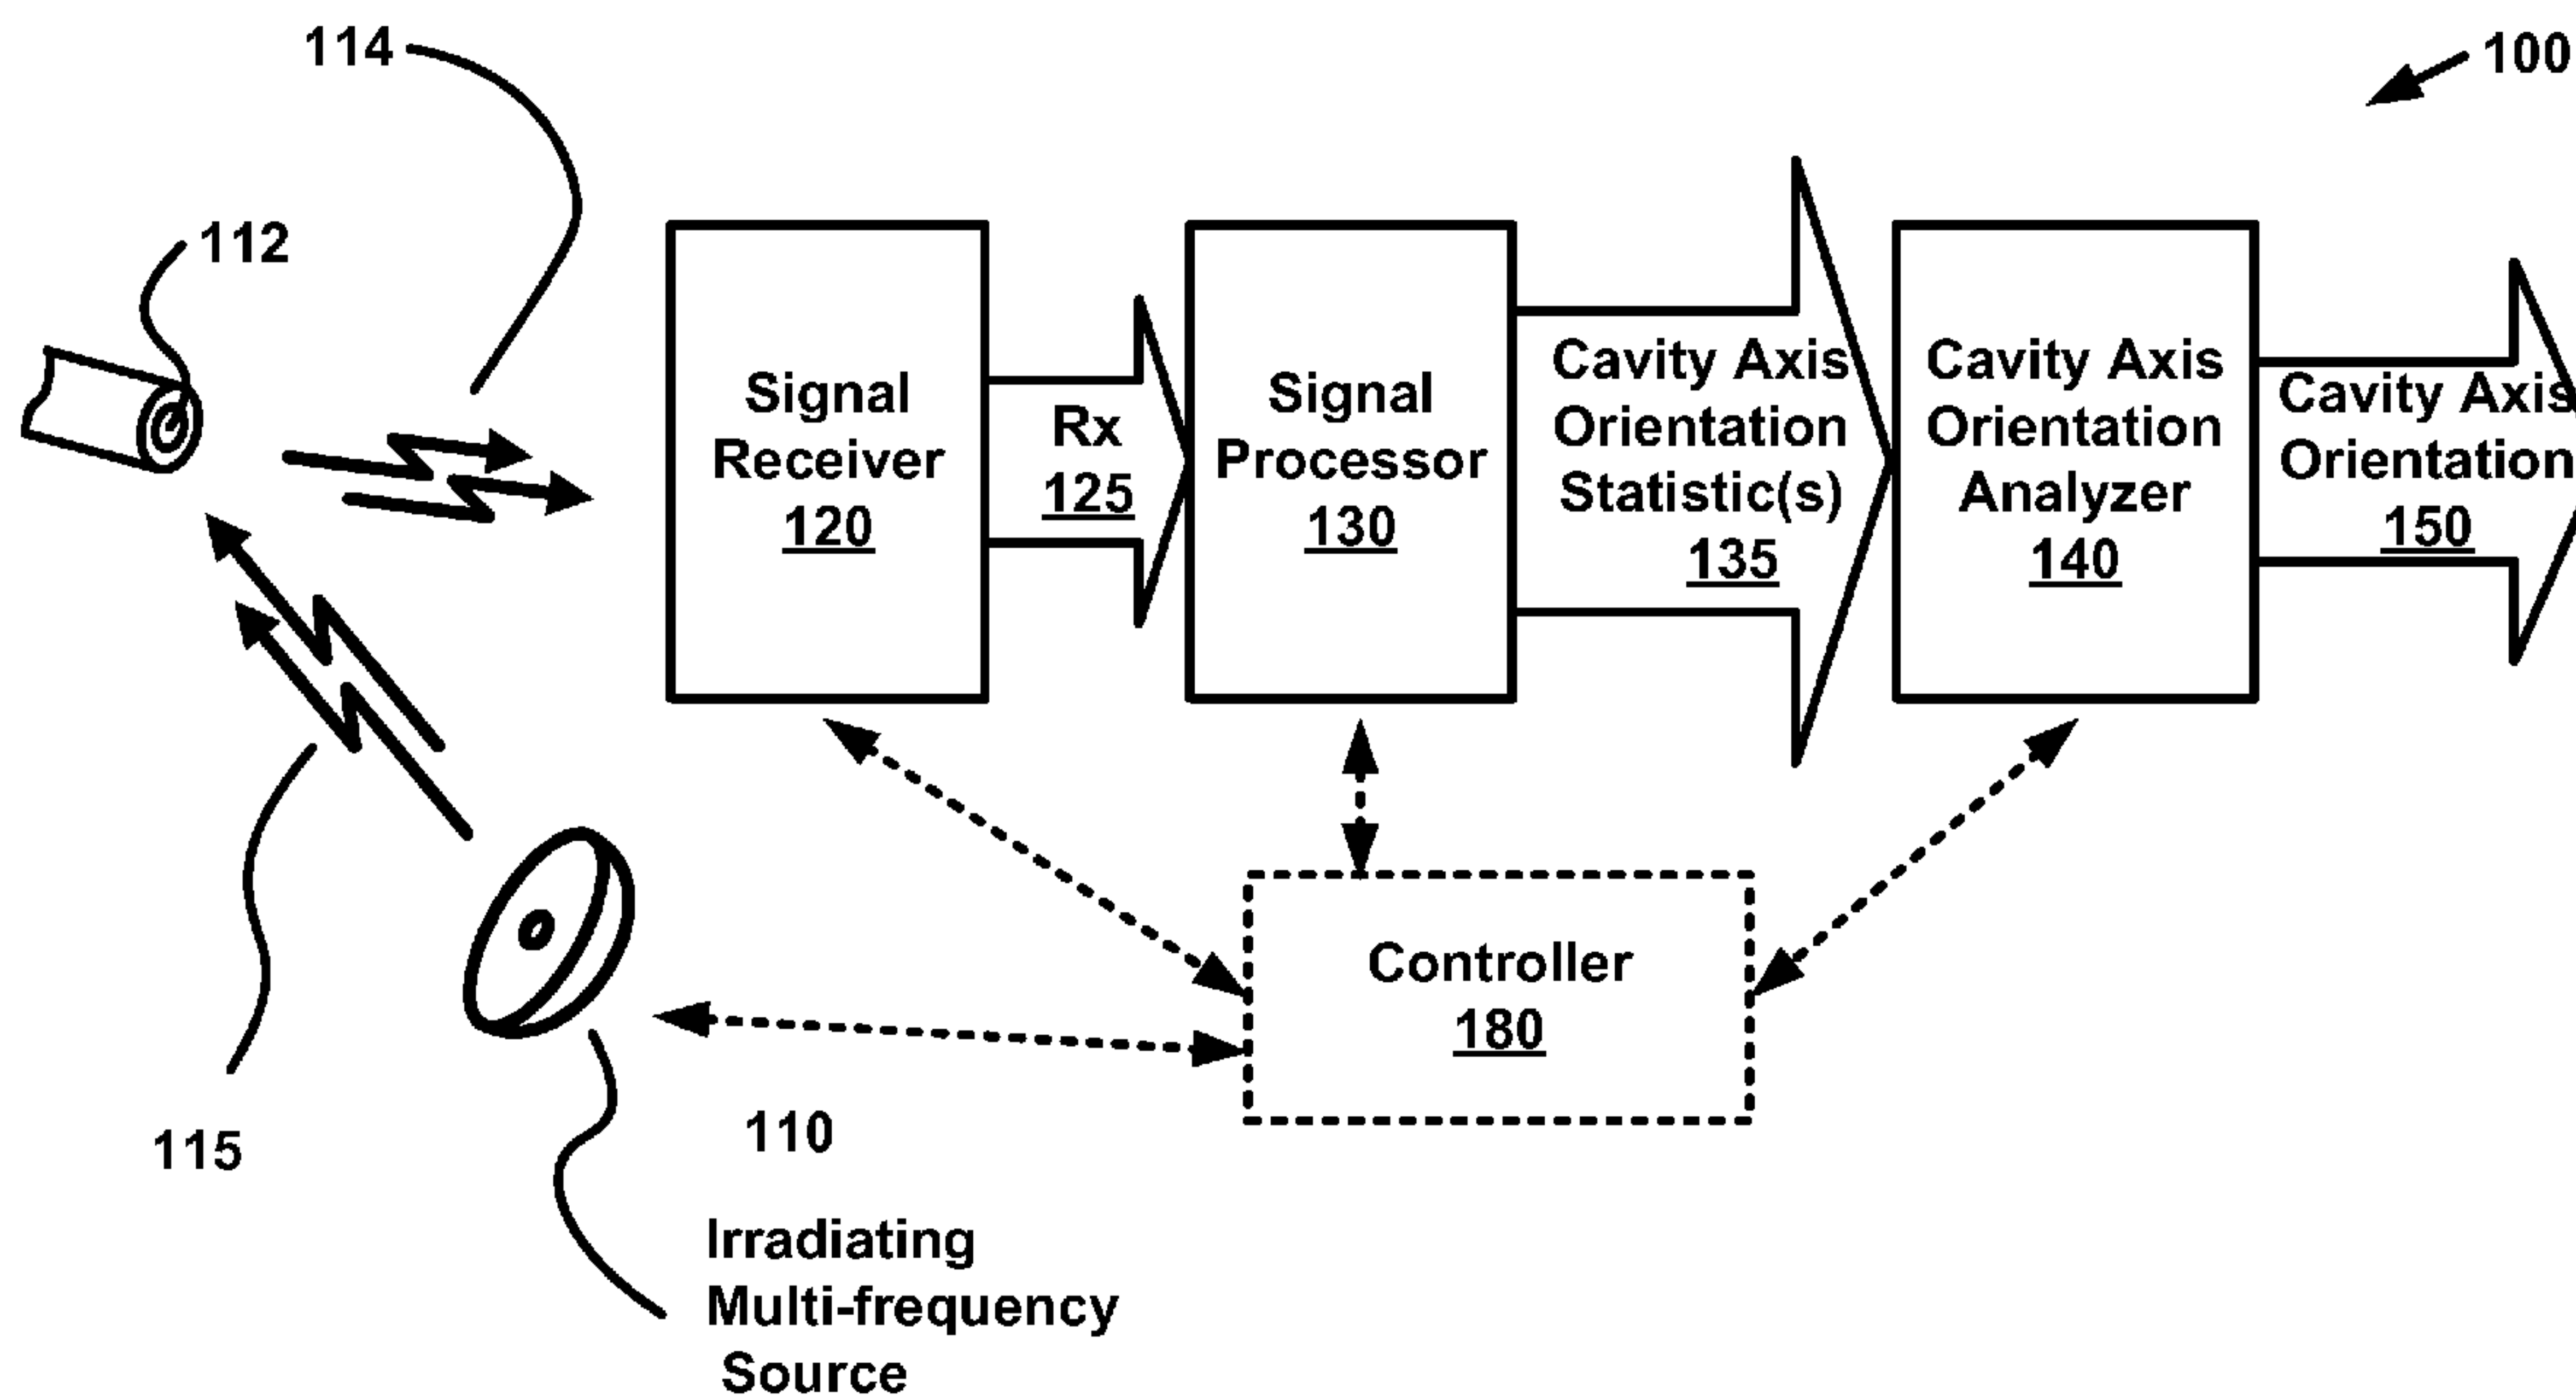 114
100
112
Signal
Receiver
120
Rx
125
Signal
Processor
130
Cavity Axis
Orientation
Statistic(s)
135
Cavity Axis
Orientation
Analyzer
140
Cavity Axis
Orientation
150
Controller
180
115
110
Irradiating
Multi-frequency
Source